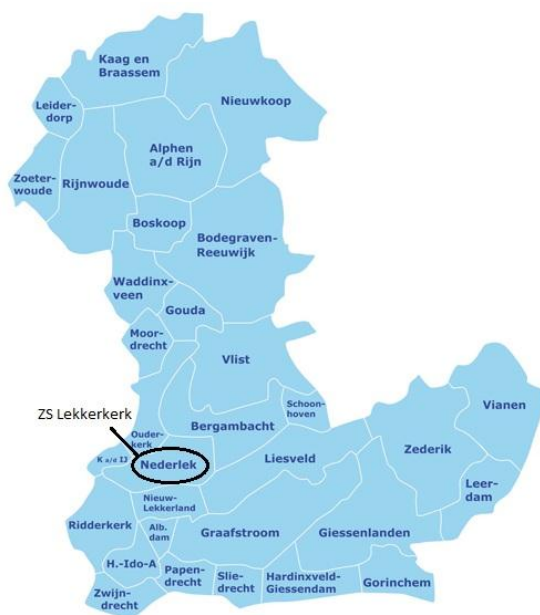 Kaag en
Braassem
Nieuwkoop
Leider-
dorp
Alphen
a/d Rijn
Zoeter-
woude
Rijnwoude
Boskoop
Bodegraven-
Reeuwijk
Waddinx-
veen
Gouda
Moor-
drecht
Vlist
Schoon-
hoven
Vianen
ZS Lekkerkerk
Bergambacht
Ouder-
kerk
Zederik
K a/d IJ
Nederlek
Liesveld
Leer-
dam
Nieuw-
Lekkerland
Ridderkerk
Alb.
dam
Graafstroom
Giessenlanden
H.-Ido-A
Papen-
drecht
Slie-
drecht
Hardinxveld-
Giessendam
Gorinchem
Zwijn-
drecht